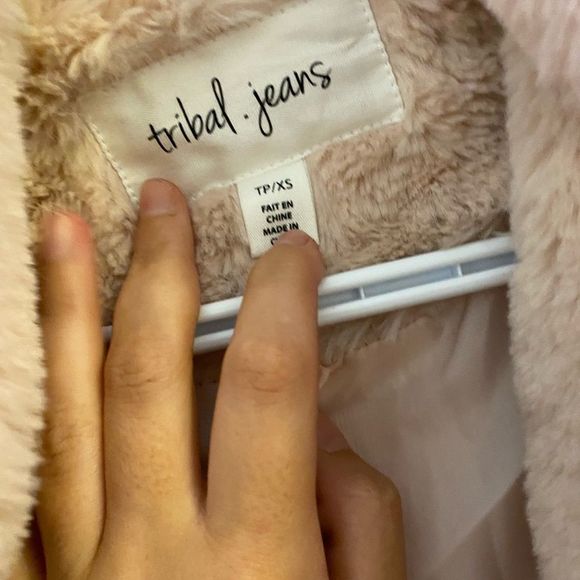 tribal.jeans
TP/XS
FAIT EN
CHINE
MADE IN